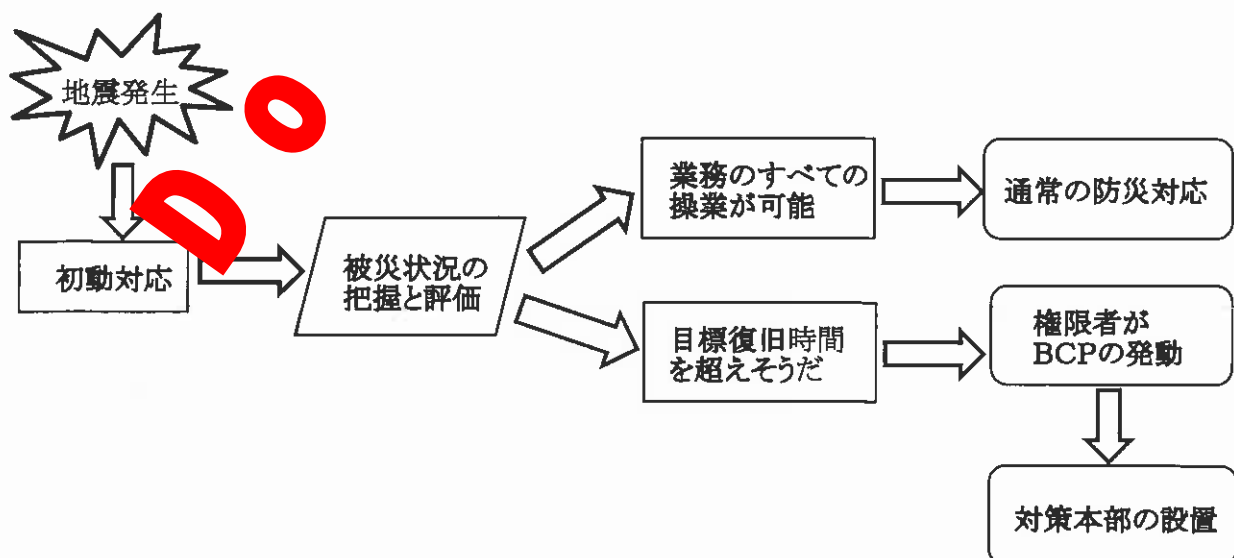 地震発生
DO
初動対応
被災状況の
把握と評価
業務のすべての
操業が可能
通常の防災対応
目標復旧時間
を超えそうだ
権限者が
BCPの発動
対策本部の設置